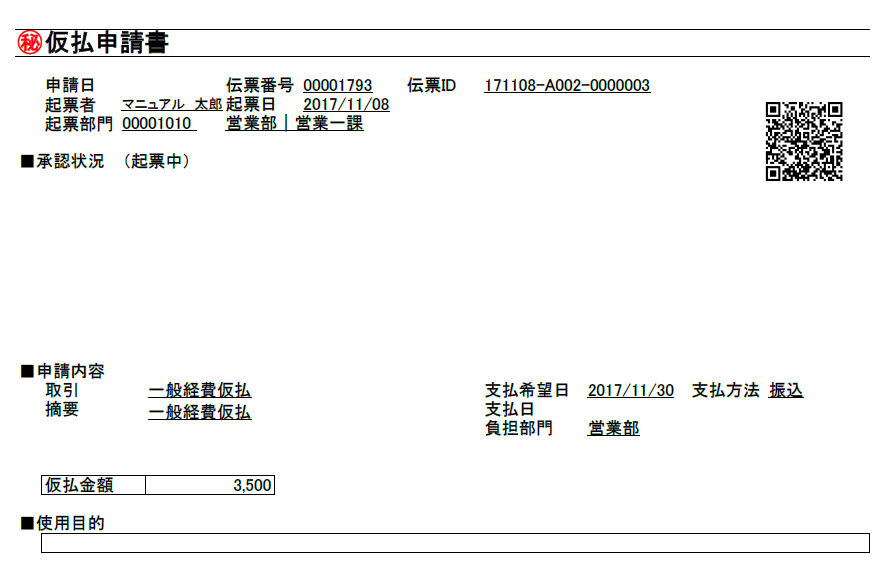 ㊙仮払申請書
申請日 伝票番号 00001793 伝票ID 171108-A002-0000003
起票者 マニュアル 太郎 起票日 2017/11/08
起票部門 00001010 営業部｜営業一課
■承認状況 （起票中）
■申請内容
取引 一般経費仮払 支払希望日 2017/11/30 支払方法 振込
摘要 一般経費仮払 支払日
負担部門 営業部
仮払金額 3,500
■使用目的